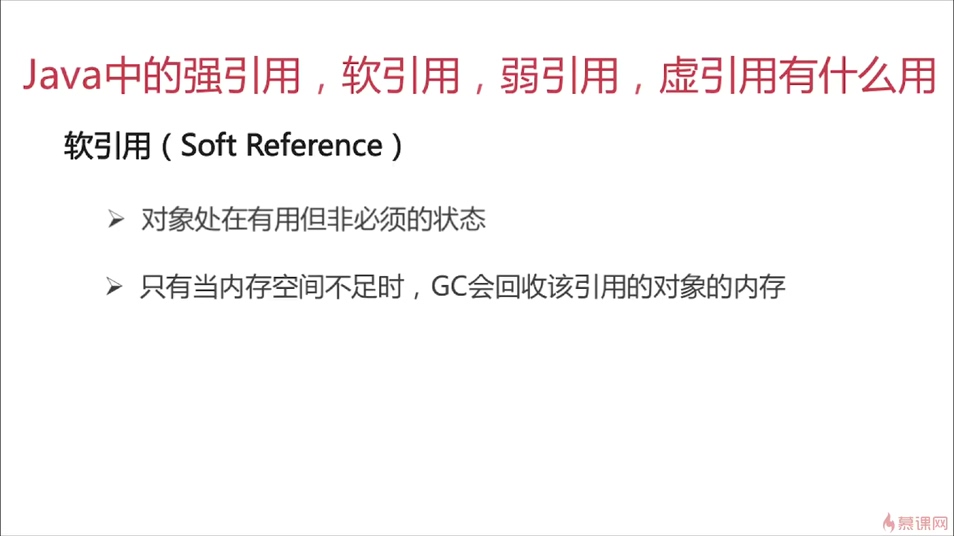 Java中的强引用，软引用，弱引用，虚引用有什么用
软引用（Soft Reference）
对象处在有用但非必须的状态
只有当内存空间不足时，GC会回收该引用的对象的内存
慕课网